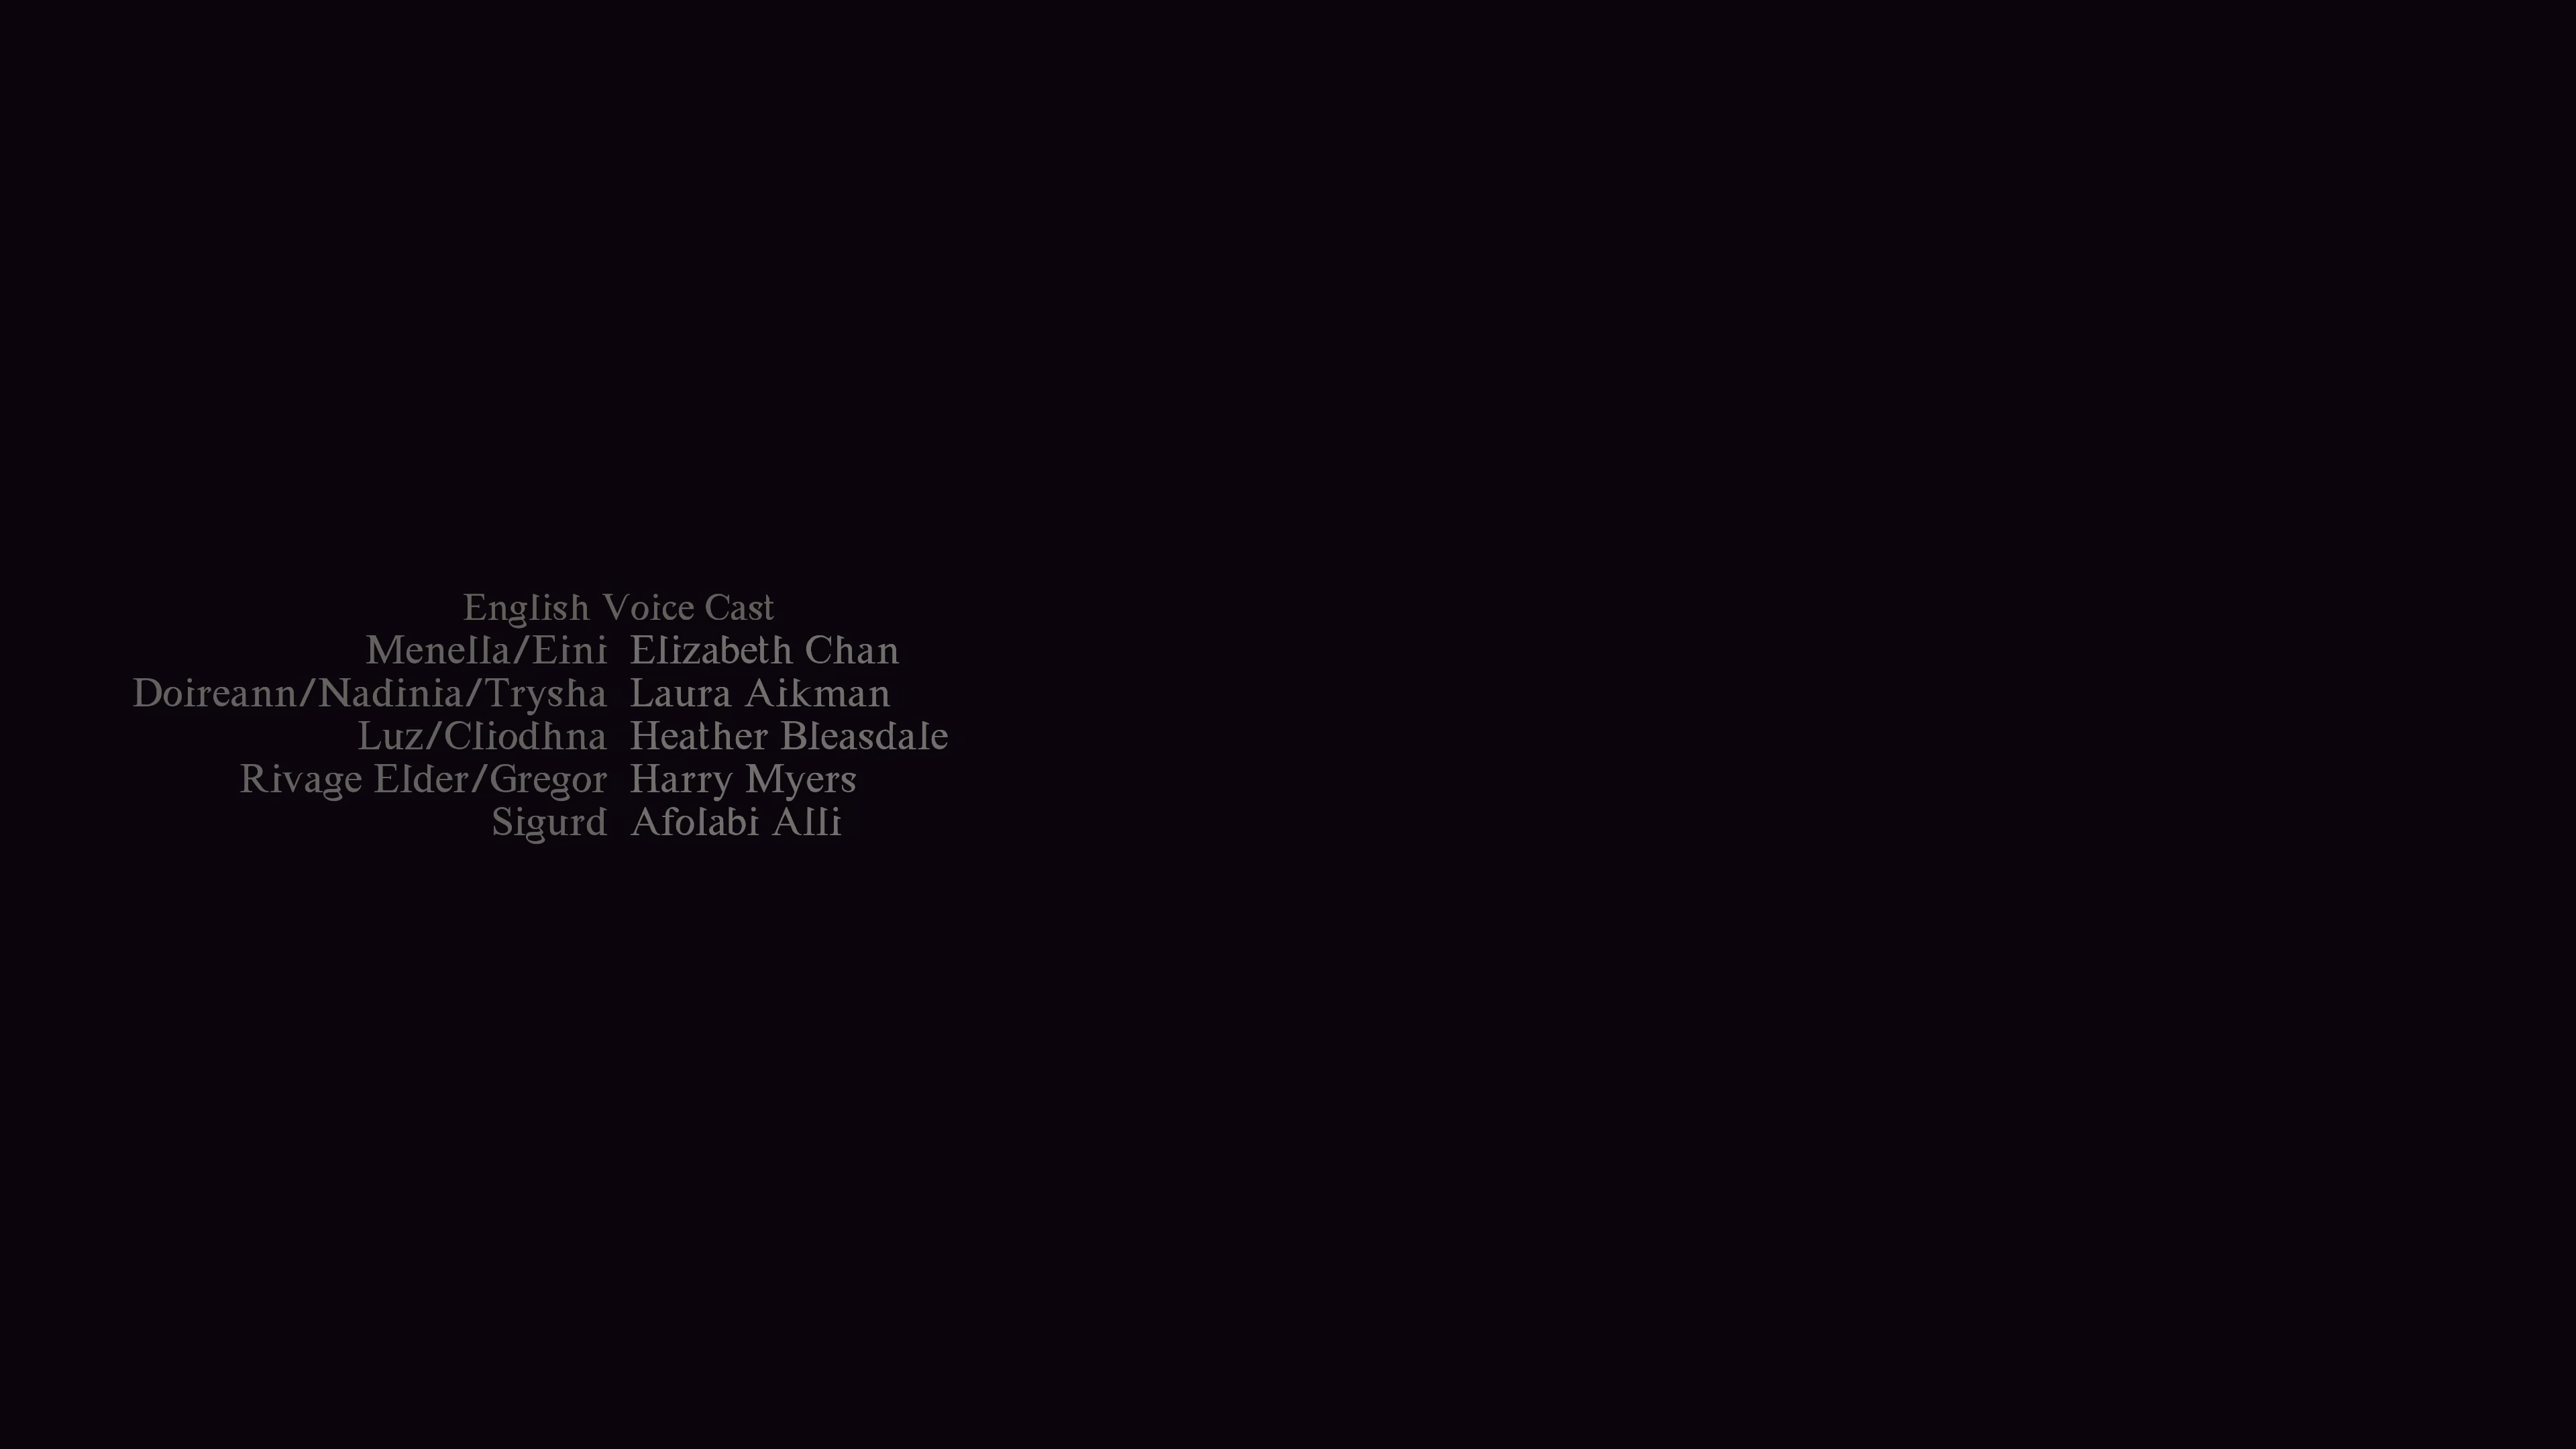 English Voice Cast
Menella/Eini Elizabeth Chan
Doireann/Nadinia/Trysha Laura Aikman
Luz/Cliodhna Heather Bleasdale
Rivage Elder/Gregor Harry Myers
Sigurd Afolabi Alli